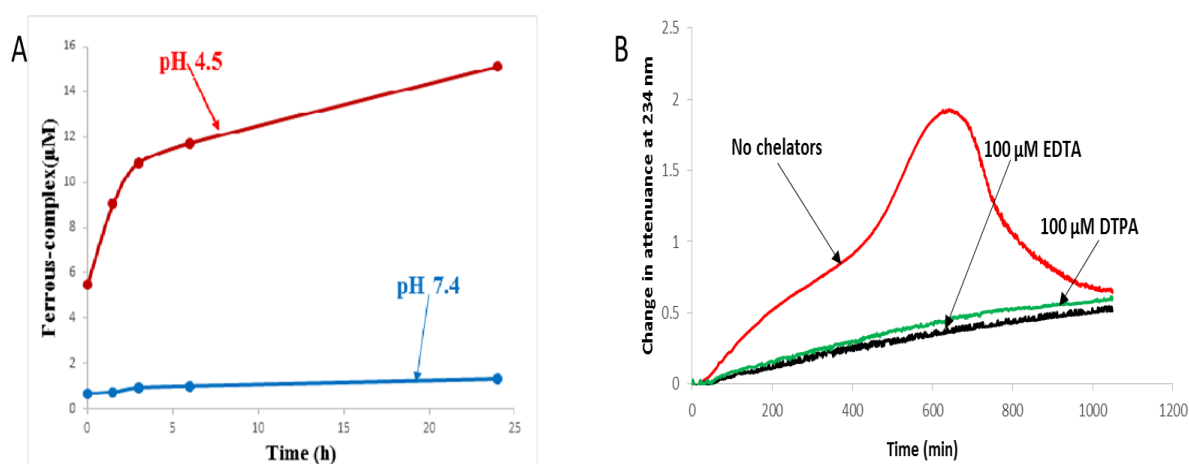 A
16
14
12
10
8
6
4
2
0
Ferrous-complex(µM)
pH 4.5
pH 7.4
0
5
10
15
20
25
Time (h)
B
2.5
2
1.5
1
0.5
0
Change in attenuance at 234 nm
No chelators
100 µM EDTA
100 µM DTPA
0
200
400
600
800
1000
1200
Time (min)